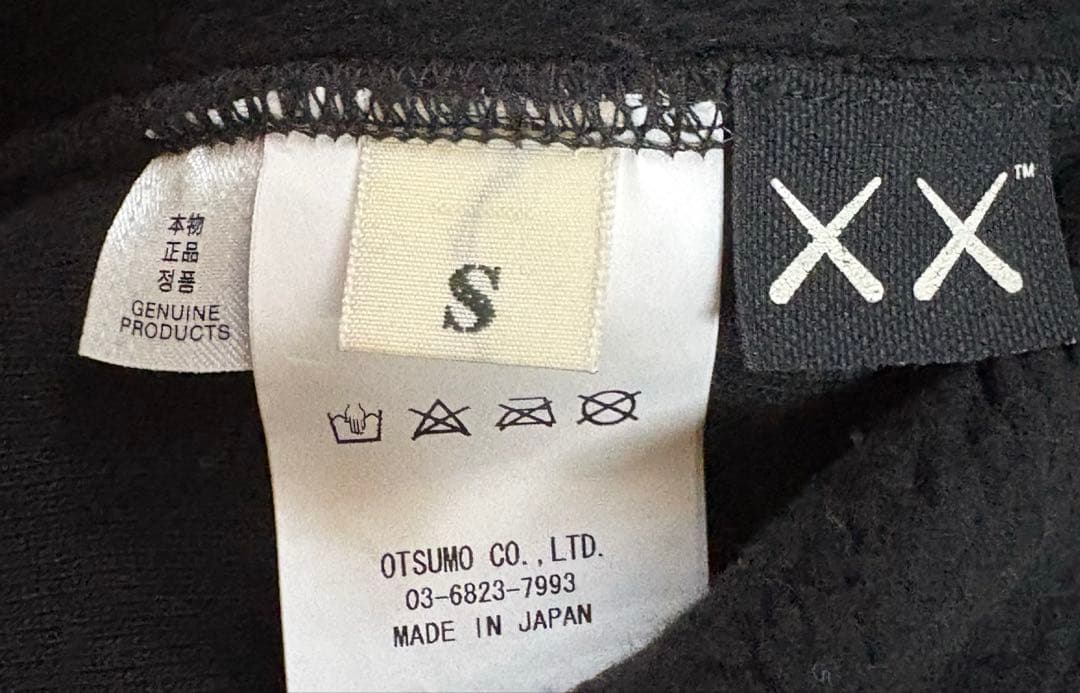 本物
正品
정품
GENUINE
PRODUCTS
S
OTSUMO CO.,LTD.
03-6823-7993
MADE IN JAPAN
XX™